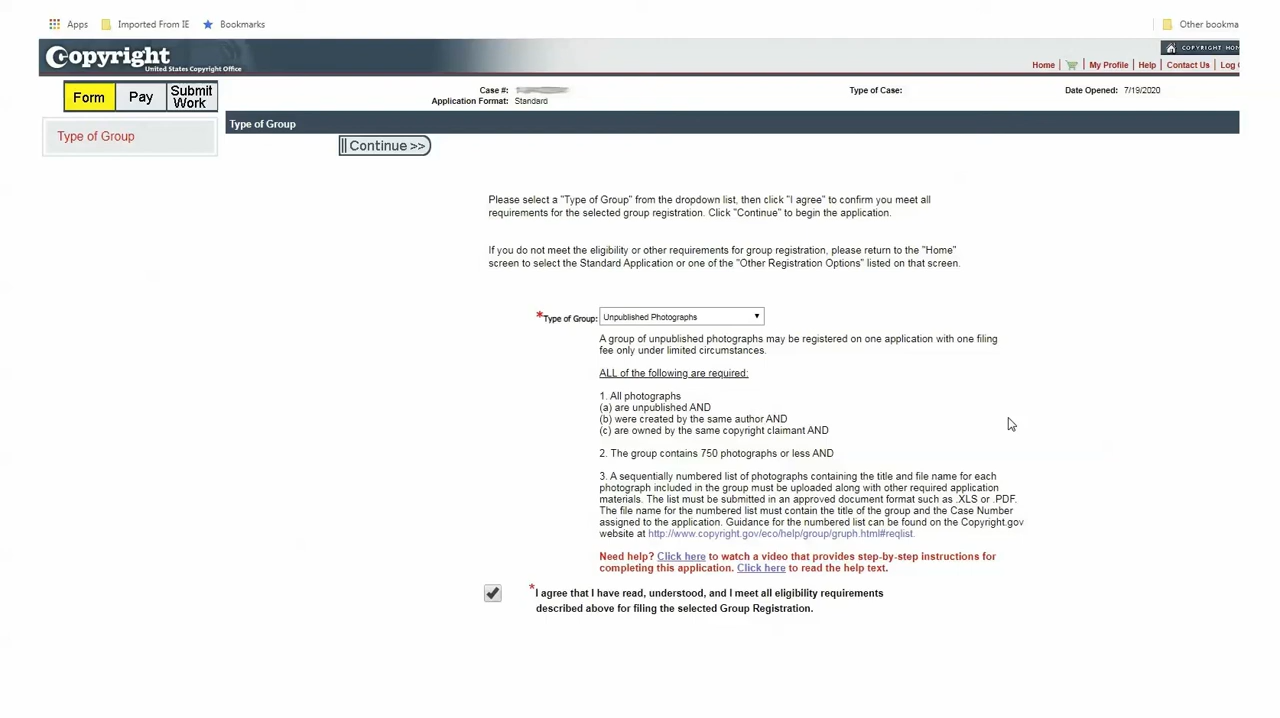 Apps Imported From IE Bookmarks Other bookma
Copyright
United States Copyright Office
COPYRIGHT HOM
Home My Profile Help Contact Us Log
Form Pay Submit Work
Case #: Type of Case: Date Opened: 7/19/2020
Application Format: Standard
Type of Group
Type of Group
Continue >>
Please select a "Type of Group" from the dropdown list, then click "I agree" to confirm you meet all
requirements for the selected group registration. Click "Continue" to begin the application.
If you do not meet the eligibility or other requirements for group registration, please return to the "Home"
screen to select the Standard Application or one of the "Other Registration Options" listed on that screen.
*Type of Group: Unpublished Photographs
A group of unpublished photographs may be registered on one application with one filing
fee only under limited circumstances.
ALL of the following are required:
1. All photographs
(a) are unpublished AND
(b) were created by the same author AND
(c) are owned by the same copyright claimant AND
2. The group contains 750 photographs or less AND
3. A sequentially numbered list of photographs containing the title and file name for each
photograph included in the group must be uploaded along with other required application
materials. The list must be submitted in an approved document format such as .XLS or .PDF.
The file name for the numbered list must contain the title of the group and the Case Number
assigned to the application. Guidance for the numbered list can be found on the Copyright.gov
website at http://www.copyright.gov/eco/help/group/gruph.html#reqlist.
Need help? Click here to watch a video that provides step-by-step instructions for
completing this application. Click here to read the help text.
*I agree that I have read, understood, and I meet all eligibility requirements
described above for filing the selected Group Registration.